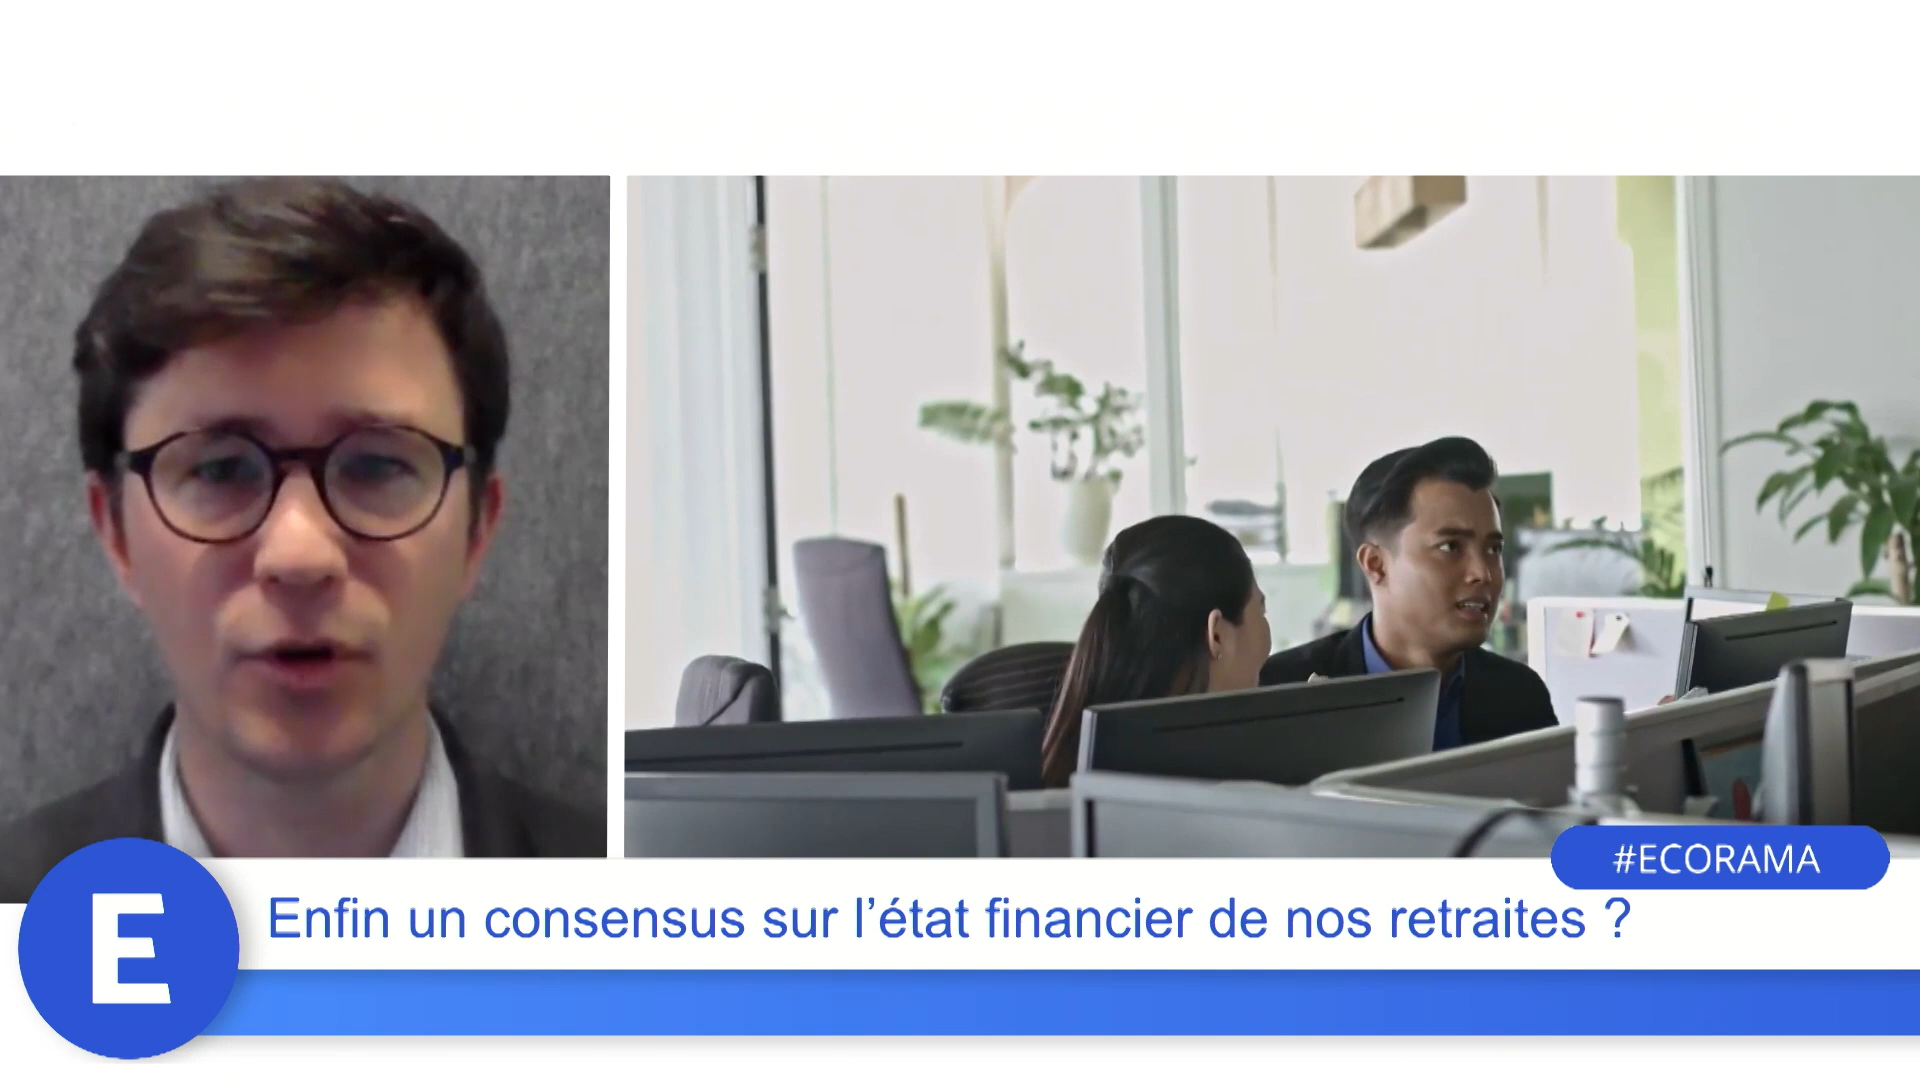 #ECORAMA
E
Enfin un consensus sur l’état financier de nos retraites ?